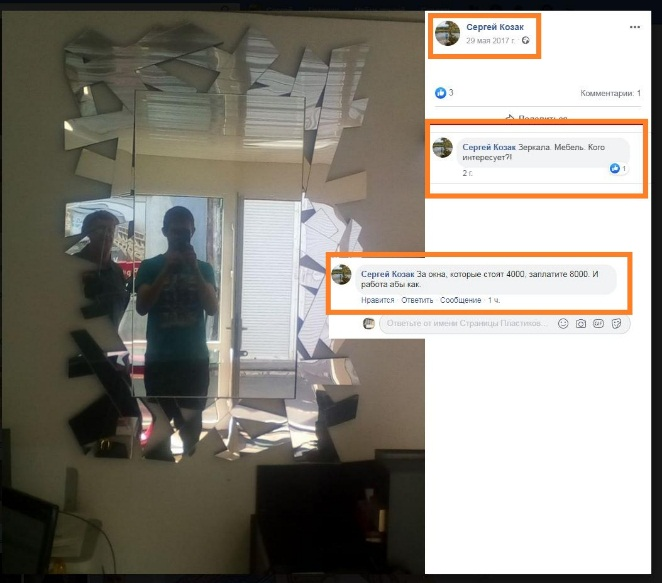 Сергей Козак
29 мая 2017 г.
3
Комментарии: 1
Поделиться
Сергей Козак Зеркала. Мебель. Кого
интересует?!
1
2 г.
Сергей Козак За окна, которые стоят 4000, заплатите 8000. И
работа абы как.
Нравится · Ответить · Сообщение · 1 ч.
Ответьте от имени Страницы Пластиков...